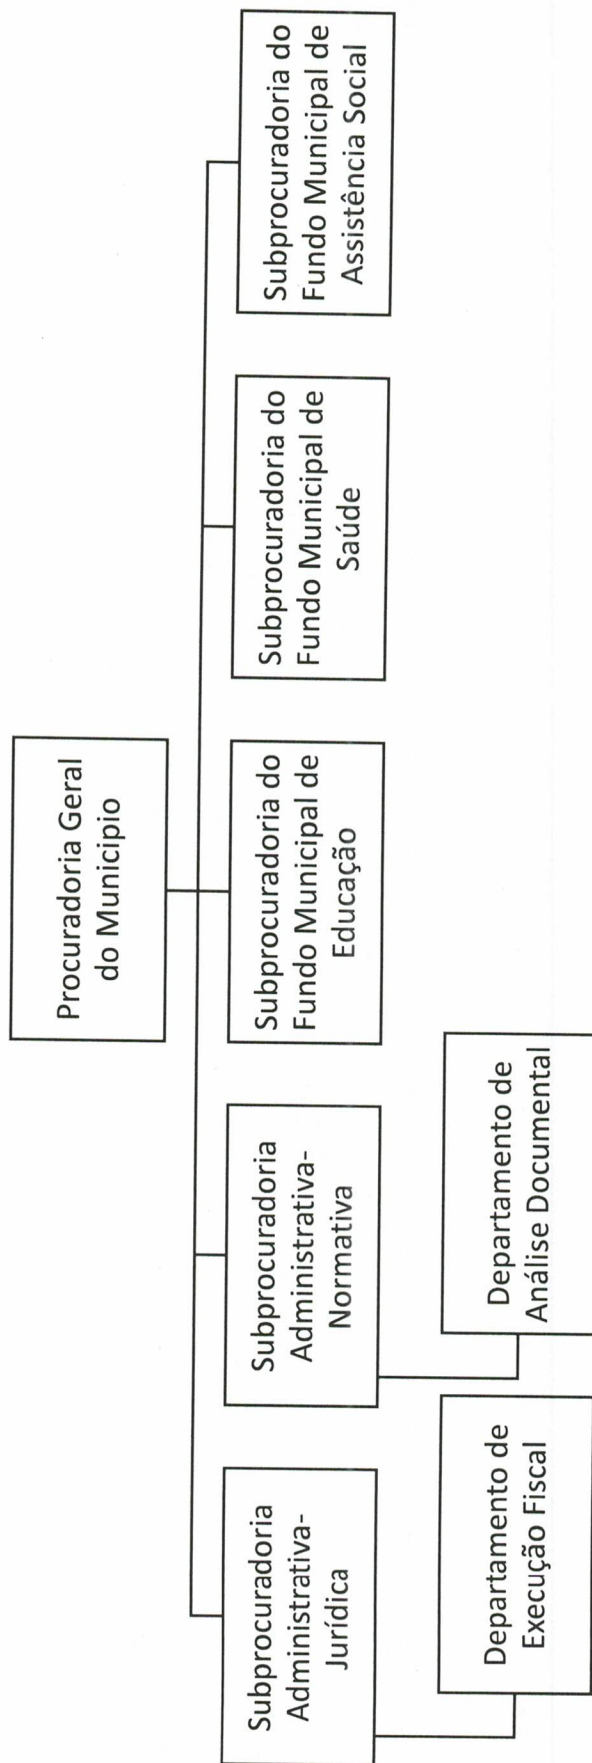 Procuradoria Geral
do Municipio
Subprocuradoria
Administrativa-
Jurídica
Subprocuradoria
Administrativa-
Normativa
Subprocuradoria do
Fundo Municipal de
Educação
Subprocuradoria do
Fundo Municipal de
Saúde
Subprocuradoria do
Fundo Municipal de
Assistência Social
Departamento de
Execução Fiscal
Departamento de
Análise Documental